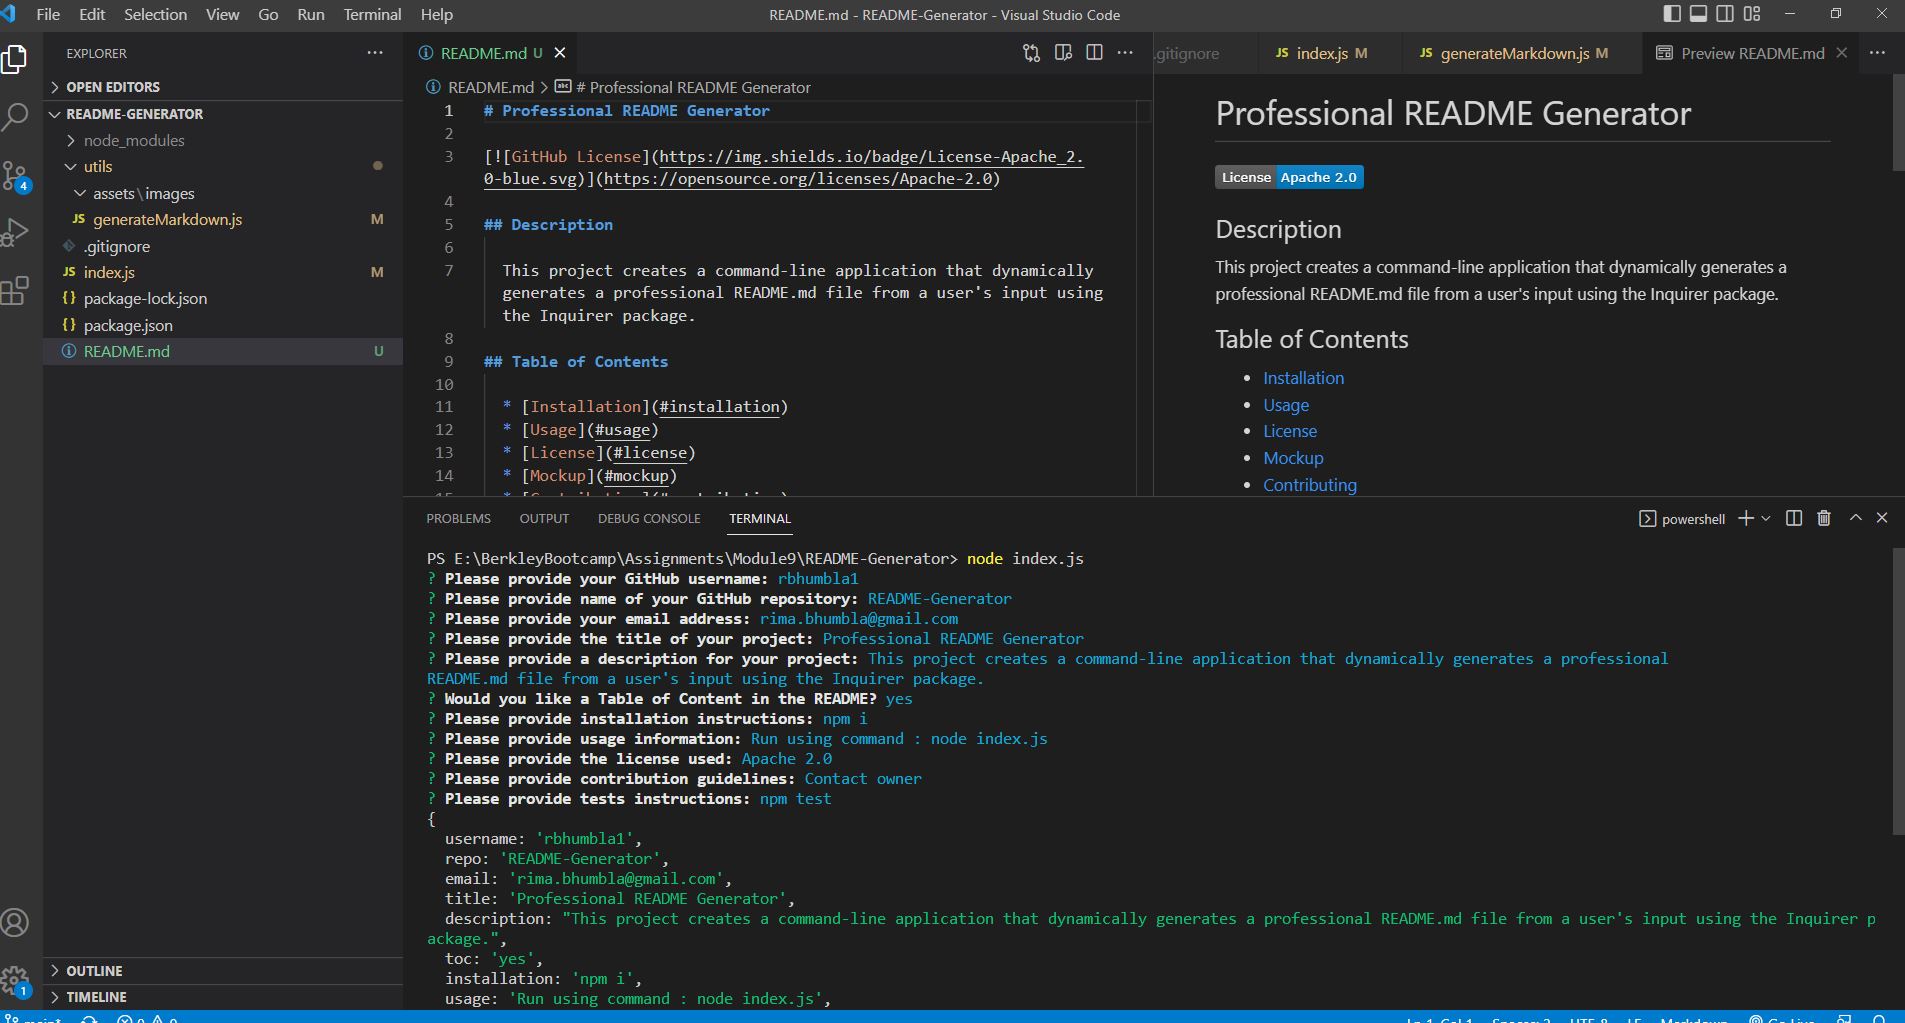 File Edit Selection View Go Run Terminal Help
README.md - README-Generator - Visual Studio Code
EXPLORER
OPEN EDITORS
README-GENERATOR
node_modules
utils
assets\images
JS generateMarkdown.js M
.gitignore
JS index.js M
{} package-lock.json
{} package.json
README.md U
OUTLINE
TIMELINE
4
1
README.md U
README.md > # Professional README Generator
1 # Professional README Generator
2
3 [![GitHub License](https://img.shields.io/badge/License-Apache_2.
0-blue.svg)](https://opensource.org/licenses/Apache-2.0)
4
5 ## Description
6
7 This project creates a command-line application that dynamically
generates a professional README.md file from a user's input using
the Inquirer package.
8
9 ## Table of Contents
10
11 * [Installation](#installation)
12 * [Usage](#usage)
13 * [License](#license)
14 * [Mockup](#mockup)
.gitignore JS index.js M JS generateMarkdown.js M Preview README.md
Professional README Generator
License Apache 2.0
Description
This project creates a command-line application that dynamically generates a
professional README.md file from a user's input using the Inquirer package.
Table of Contents
• Installation
• Usage
• License
• Mockup
• Contributing
PROBLEMS OUTPUT DEBUG CONSOLE TERMINAL
powershell
PS E:\BerkleyBootcamp\Assignments\Module9\README-Generator> node index.js
? Please provide your GitHub username: rbhumbla1
? Please provide name of your GitHub repository: README-Generator
? Please provide your email address: rima.bhumbla@gmail.com
? Please provide the title of your project: Professional README Generator
? Please provide a description for your project: This project creates a command-line application that dynamically generates a professional
README.md file from a user's input using the Inquirer package.
? Would you like a Table of Content in the README? yes
? Please provide installation instructions: npm i
? Please provide usage information: Run using command : node index.js
? Please provide the license used: Apache 2.0
? Please provide contribution guidelines: Contact owner
? Please provide tests instructions: npm test
{
username: 'rbhumbla1',
repo: 'README-Generator',
email: 'rima.bhumbla@gmail.com',
title: 'Professional README Generator',
description: "This project creates a command-line application that dynamically generates a professional README.md file from a user's input using the Inquirer p
ackage.",
toc: 'yes',
installation: 'npm i',
usage: 'Run using command : node index.js',